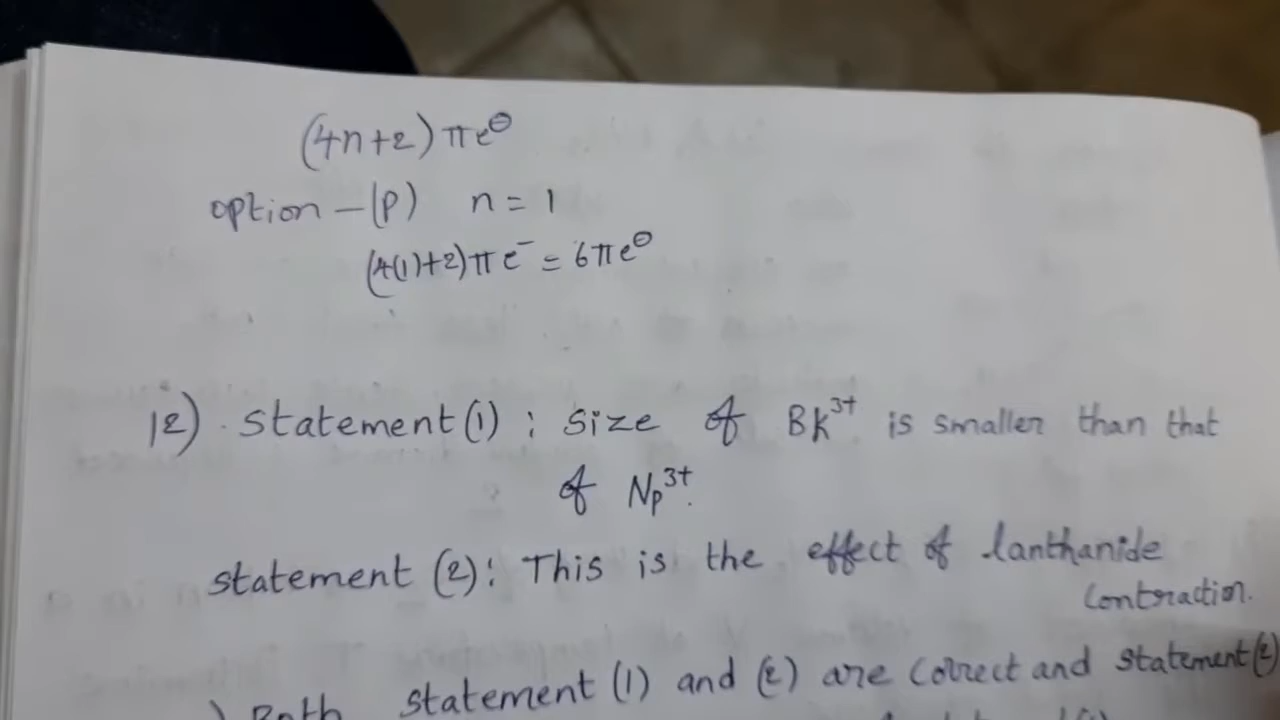 (4n+2) πe⊖
option – (P) n = 1
(4(1)+2) π e⁻ = 6 π e⊖
12) Statement (1) : Size of Bk³⁺ is smaller than that
of Np³⁺.
statement (2): This is the effect of lanthanide
Contraction.
) Both statement (1) and (2) are correct and statement (2)